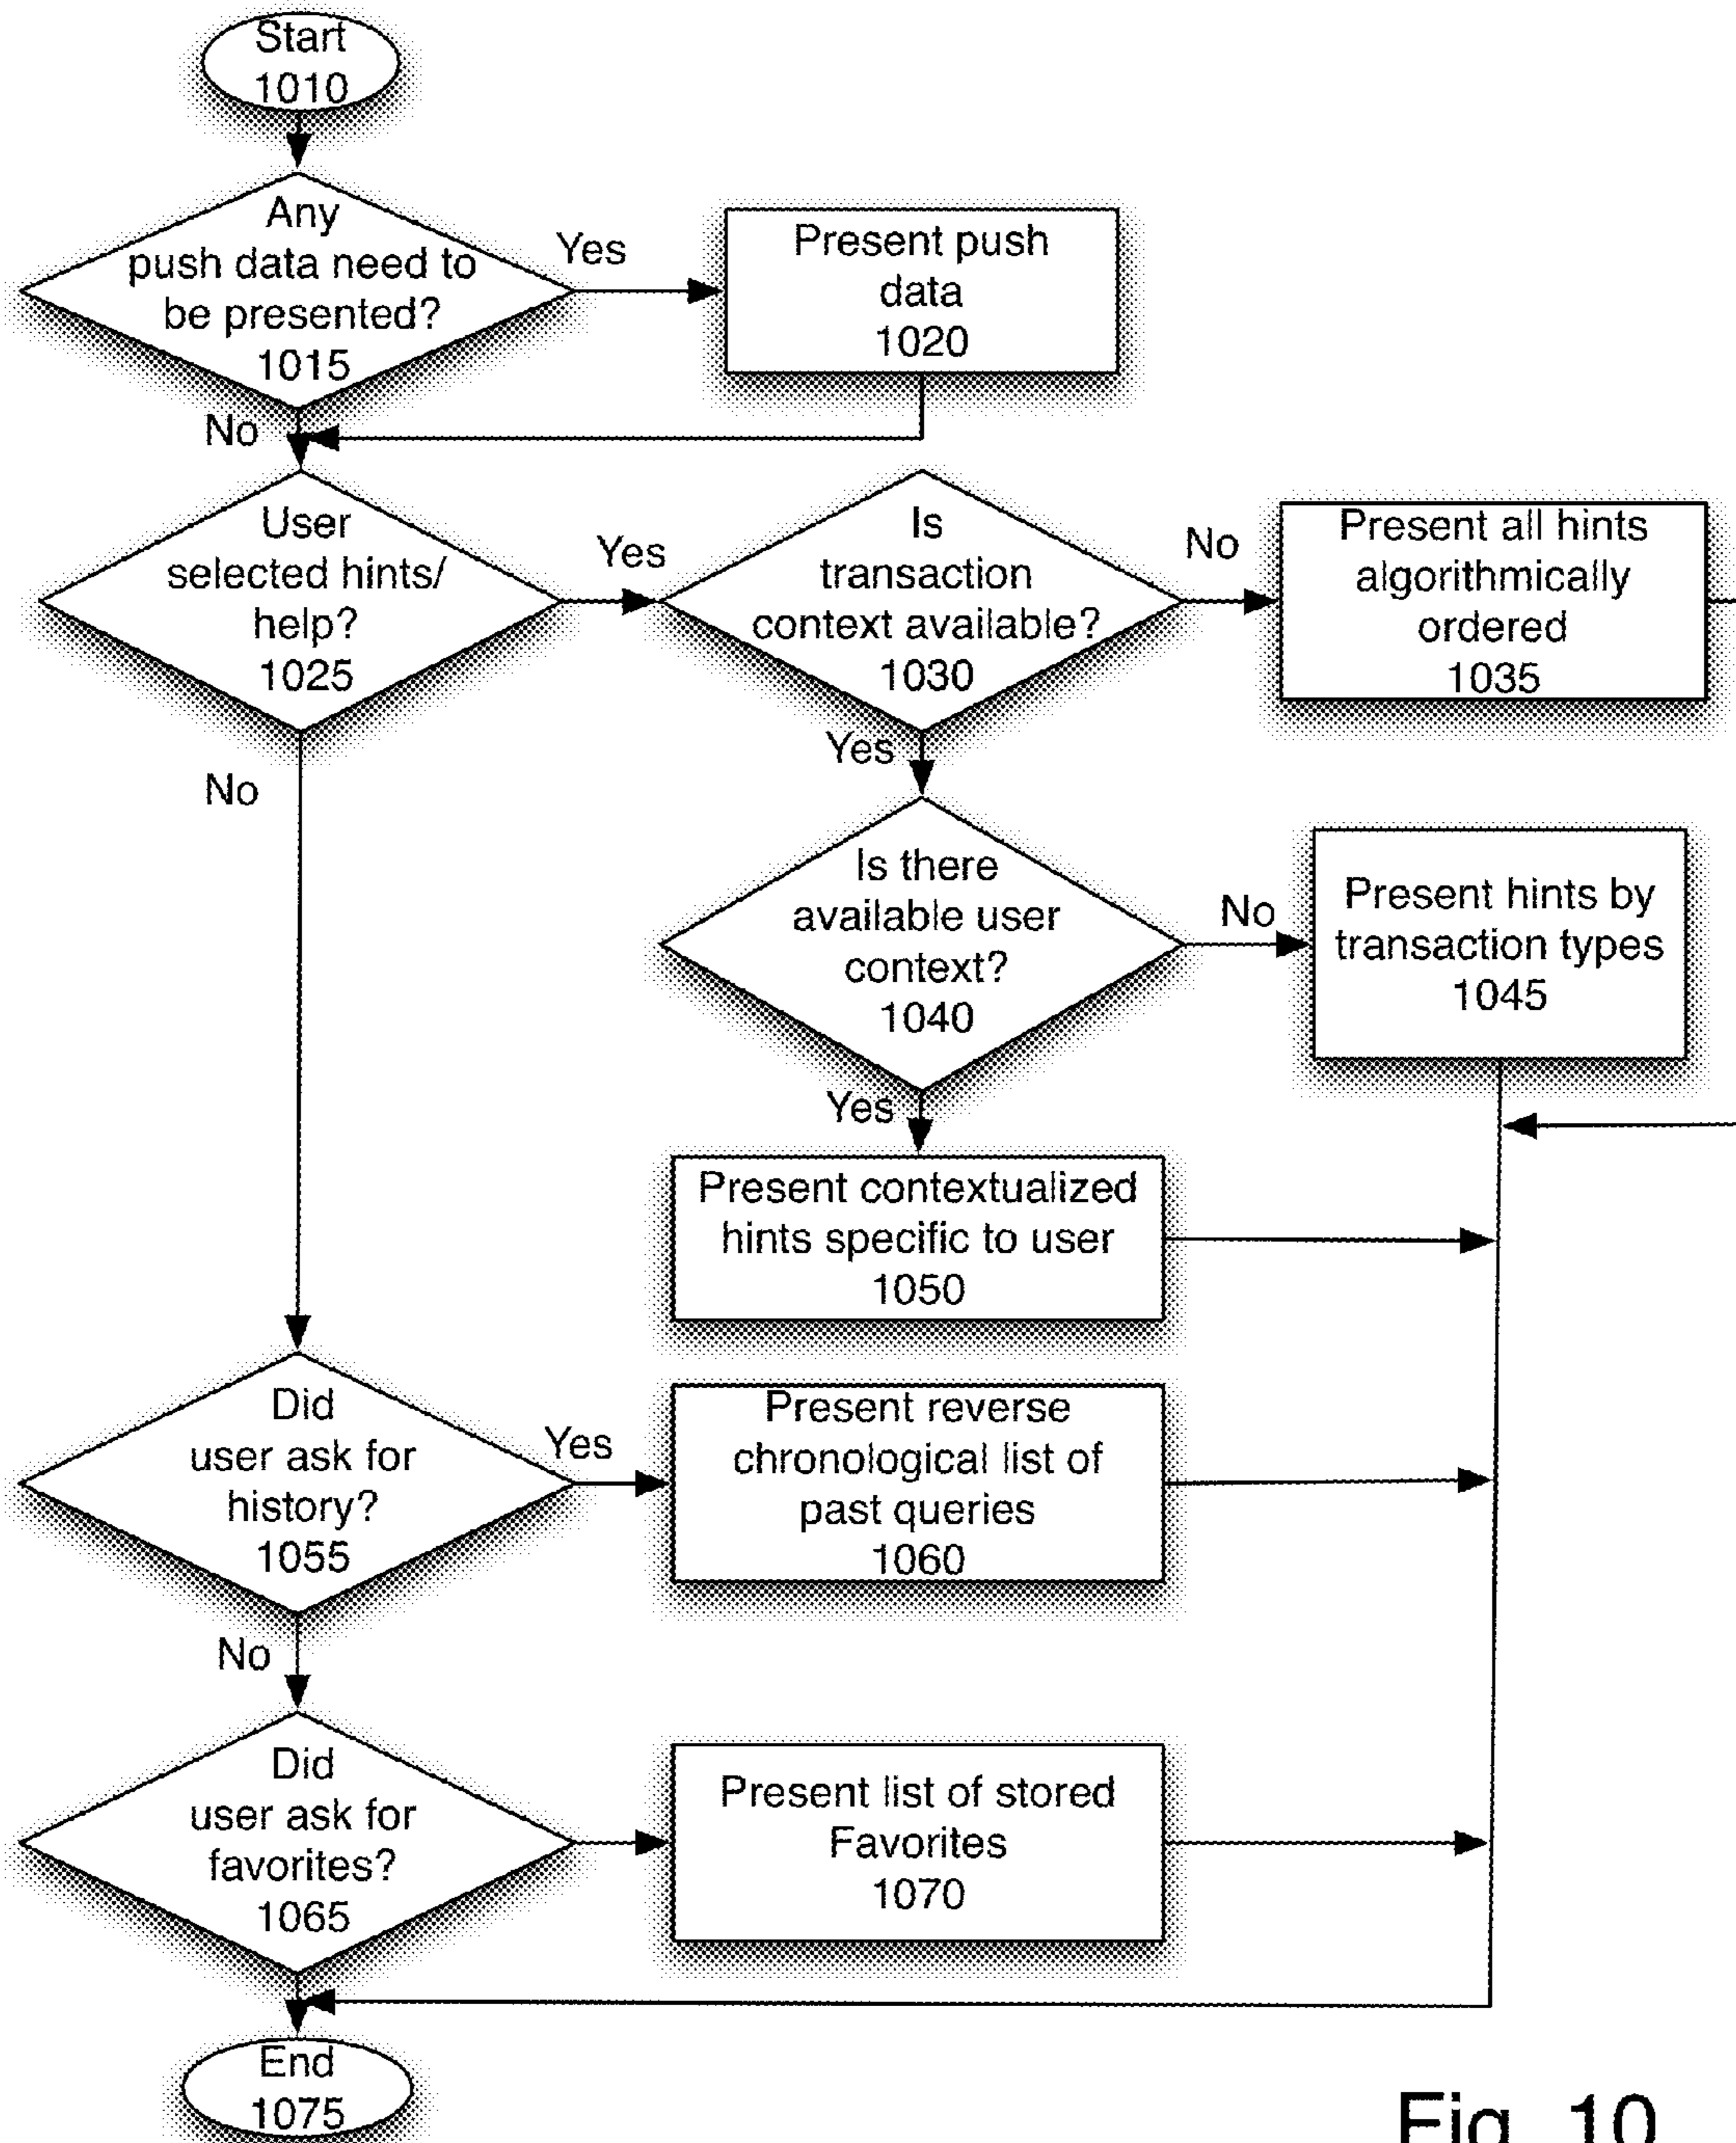 Start
1010
Any
push data need to
be presented?
1015
Yes
Present push
data
1020
No
User
selected hints/
help?
1025
Yes
Is
transaction
context available?
1030
No
Present all hints
algorithmically
ordered
1035
No
Yes
Is there
available user
context?
1040
No
Present hints by
transaction types
1045
Yes
Present contextualized
hints specific to user
1050
Did
user ask for
history?
1055
Yes
Present reverse
chronological list of
past queries
1060
No
Did
user ask for
favorites?
1065
Present list of stored
Favorites
1070
End
1075
Fig. 10